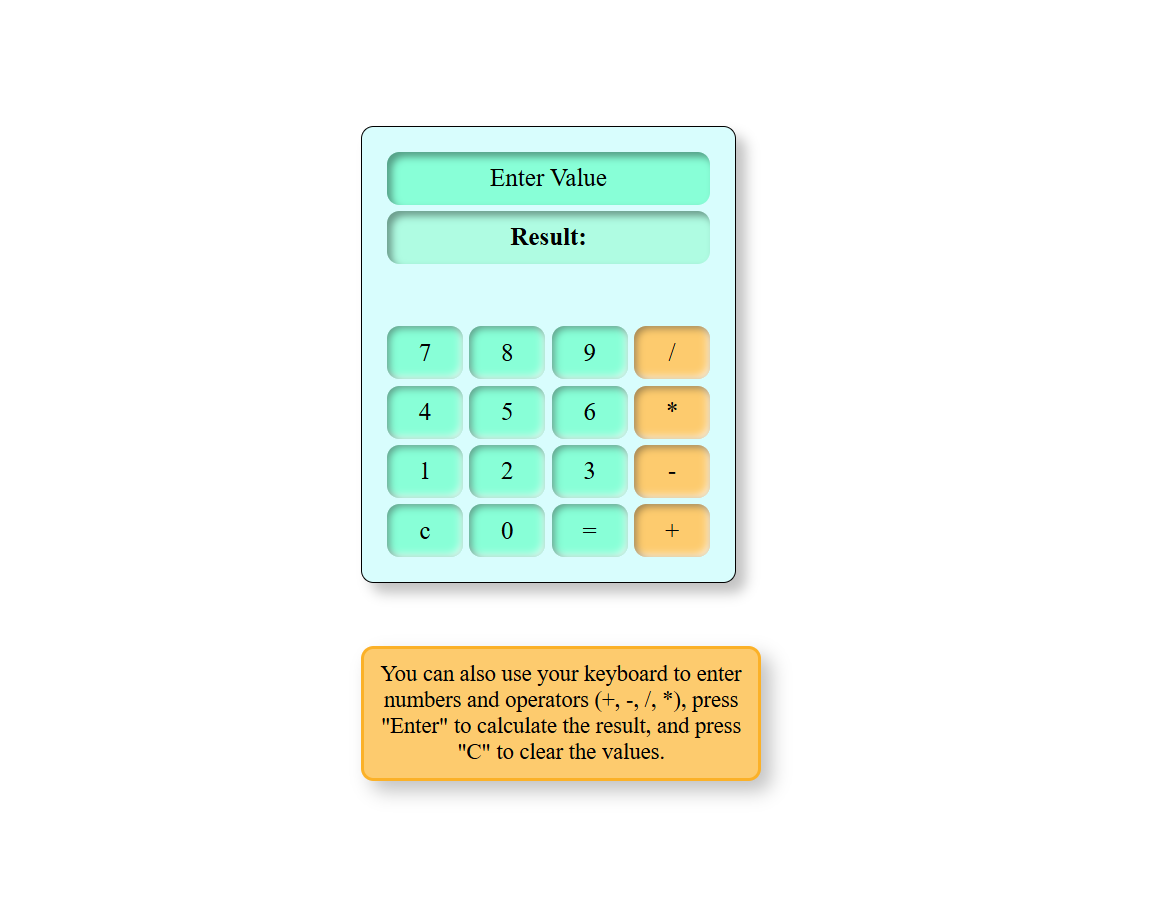 Enter Value
Result:
7 8 9 /
4 5 6 *
1 2 3 -
c 0 = +
You can also use your keyboard to enter
numbers and operators (+, -, /, *), press
"Enter" to calculate the result, and press
"C" to clear the values.